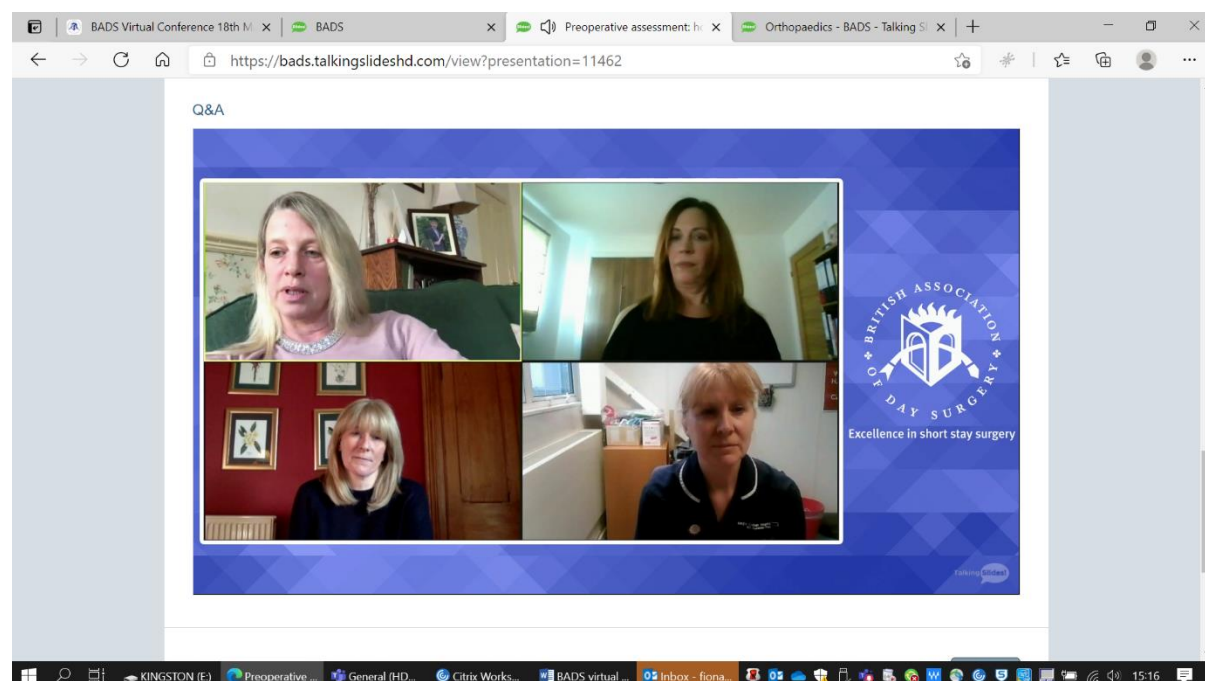 BADS Virtual Conference 18th M
BADS
Preoperative assessment: h
Orthopaedics - BADS - Talking Sl
https://bads.talkingslideshd.com/view?presentation=11462
Q&A
BRITISH ASSOCIATION OF DAY SURGERY
Excellence in short stay surgery
Talking Slides!
KINGSTON (E:)
Preoperative ...
General (HD...
Citrix Works...
BADS virtual ...
Inbox - fiona...
15:16